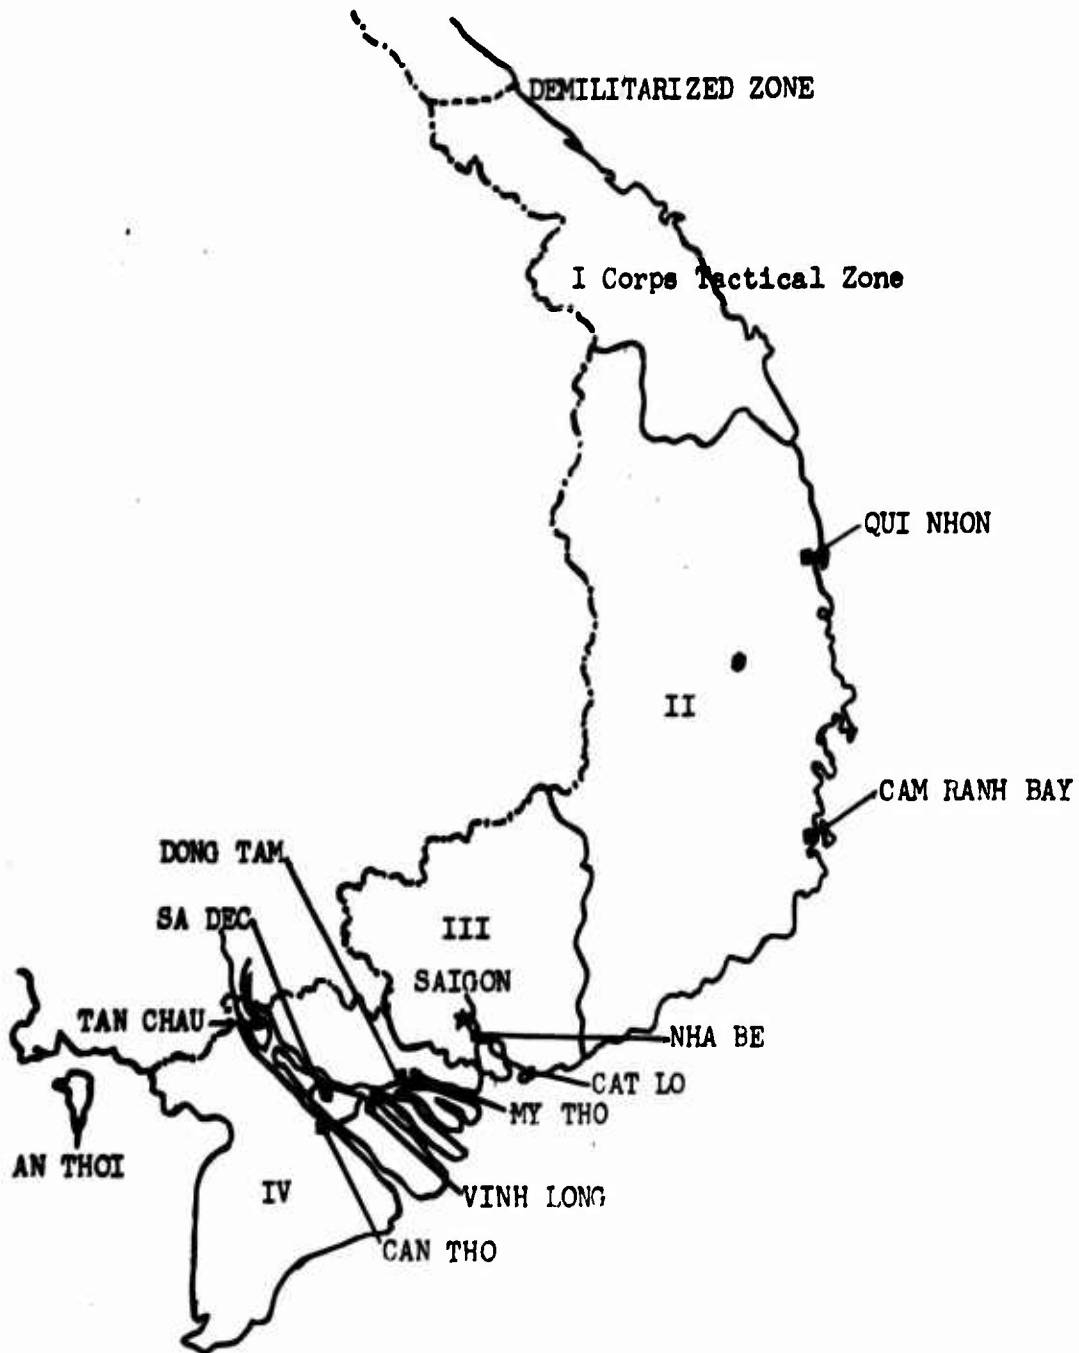 DEMILITARIZED ZONE
I Corps Tactical Zone
QUI NHON
II
CAM RANH BAY
DONG TAM
SA DEC
III
SAIGON
TAN CHAU
NHA BE
CAT LO
MY THO
AN THOI
IV
VINH LONG
CAN THO